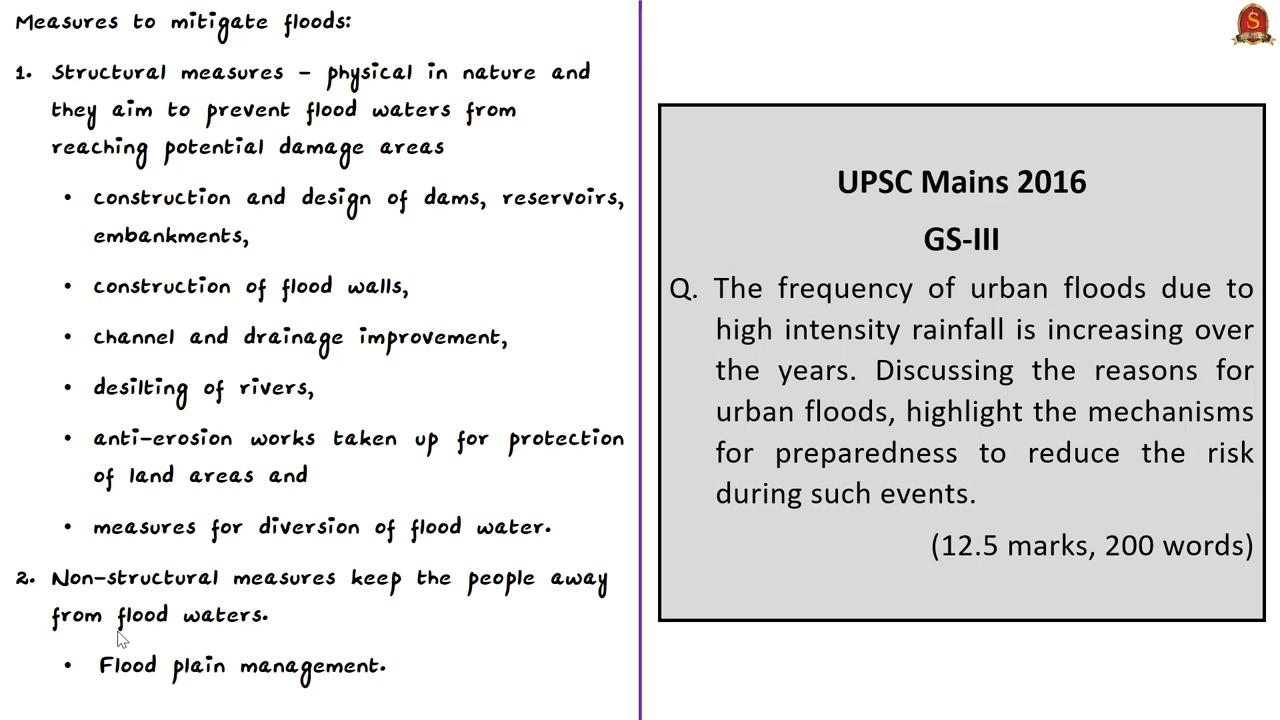 Measures to mitigate floods:
1. Structural measures - physical in nature and
they aim to prevent flood waters from
reaching potential damage areas
• construction and design of dams, reservoirs,
embankments,
• construction of flood walls,
• channel and drainage improvement,
• desilting of rivers,
• anti-erosion works taken up for protection
of land areas and
• measures for diversion of flood water.
2. Non-structural measures keep the people away
from flood waters.
• Flood plain management.
UPSC Mains 2016
GS-III
Q. The frequency of urban floods due to
high intensity rainfall is increasing over
the years. Discussing the reasons for
urban floods, highlight the mechanisms
for preparedness to reduce the risk
during such events.
(12.5 marks, 200 words)
S